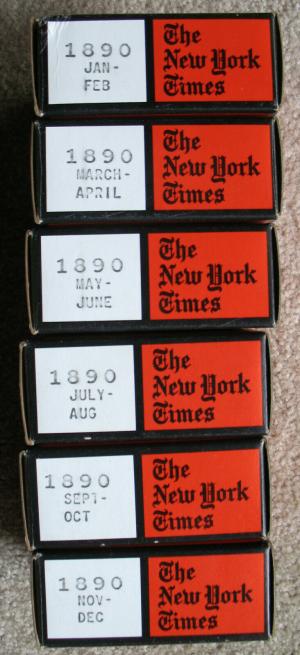 1890
JAN-
FEB
The
New York
Times
1890
MARCH-
APRIL
The
New York
Times
1890
MAY-
JUNE
The
New York
Times
1890
JULY-
AUG
The
New York
Times
1890
SEPT-
OCT
The
New York
Times
1890
NOV-
DEC
The
New York
Times